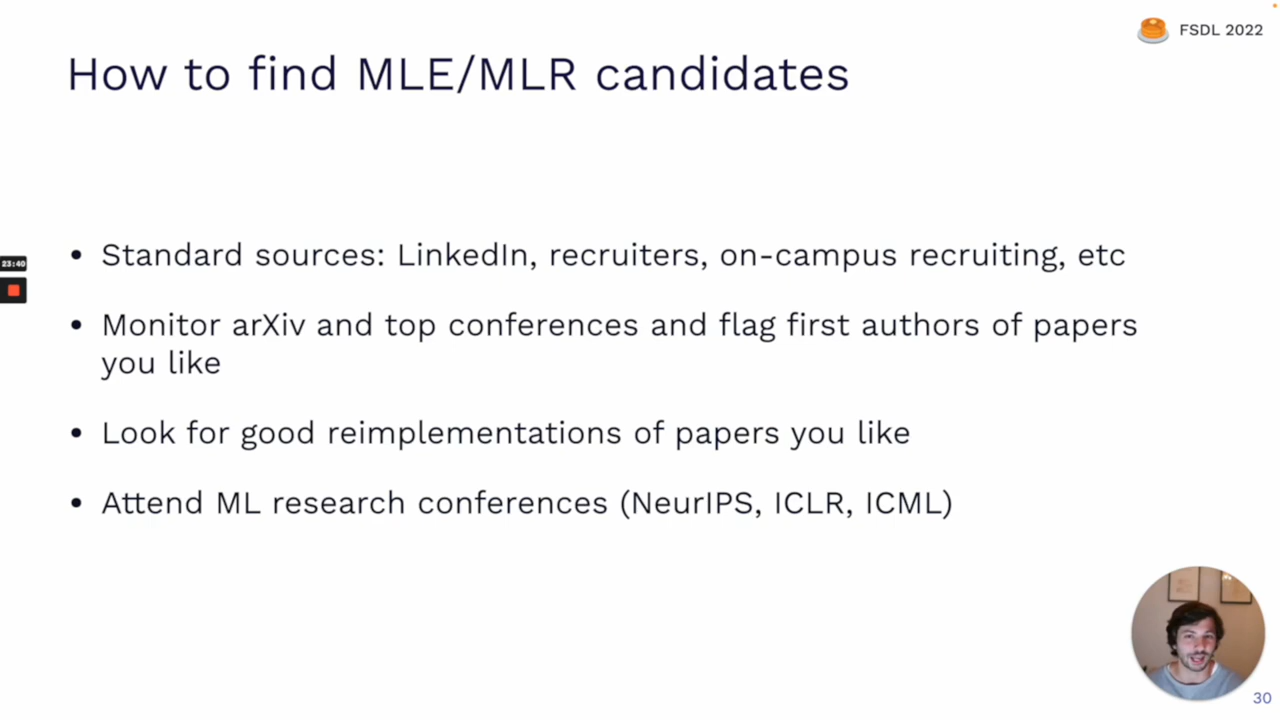 FSDL 2022
How to find MLE/MLR candidates
• Standard sources: LinkedIn, recruiters, on-campus recruiting, etc
• Monitor arXiv and top conferences and flag first authors of papers
you like
• Look for good reimplementations of papers you like
• Attend ML research conferences (NeurIPS, ICLR, ICML)
23:40
30